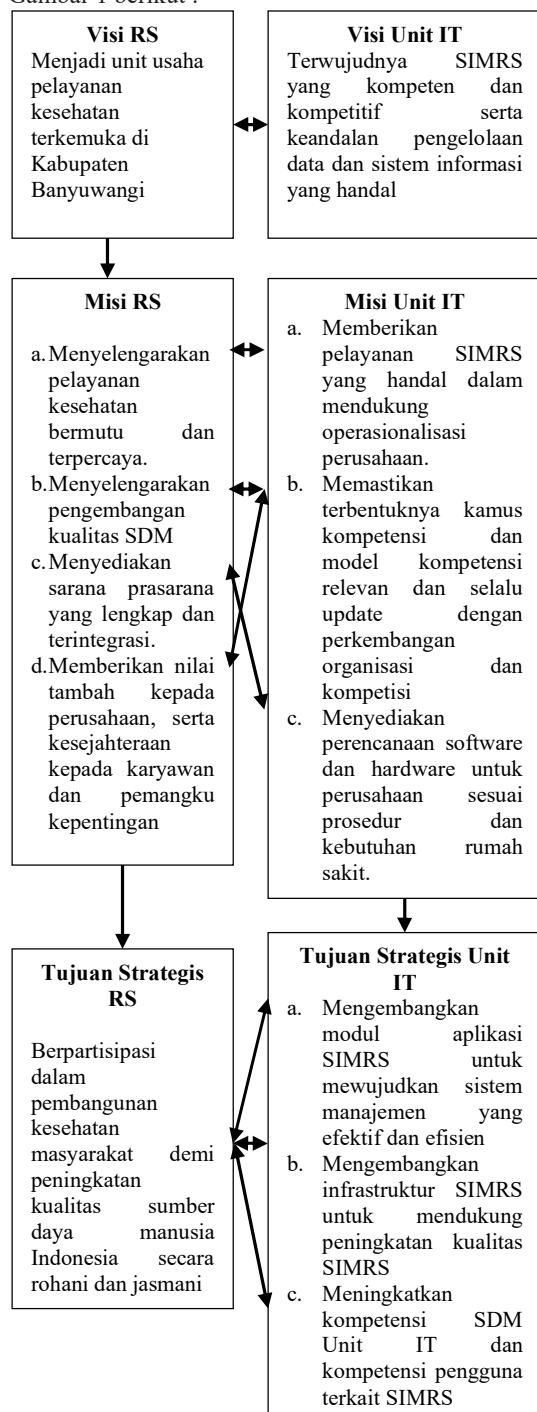 Gambar 1 berikut :
Visi RS
Menjadi unit usaha
pelayanan
kesehatan
terkemuka di
Kabupaten
Banyuwangi
Visi Unit IT
Terwujudnya SIMRS
yang kompeten dan
kompetitif serta
keandalan pengelolaan
data dan sistem informasi
yang handal
Misi RS
a. Menyelengarakan
pelayanan
kesehatan
bermutu dan
terpercaya.
b. Menyelengarakan
pengembangan
kualitas SDM
c. Menyediakan
sarana prasarana
yang lengkap dan
terintegrasi.
d. Memberikan nilai
tambah kepada
perusahaan, serta
kesejahteraan
kepada karyawan
dan pemangku
kepentingan
Misi Unit IT
a. Memberikan
pelayanan SIMRS
yang handal dalam
mendukung
operasionalisasi
perusahaan.
b. Memastikan
terbentuknya kamus
kompetensi dan
model kompetensi
relevan dan selalu
update dengan
perkembangan
organisasi dan
kompetisi
c. Menyediakan
perencanaan software
dan hardware untuk
perusahaan sesuai
prosedur dan
kebutuhan rumah
sakit.
Tujuan Strategis
RS
Berpartisipasi
dalam
pembangunan
kesehatan
masyarakat demi
peningkatan
kualitas sumber
daya manusia
Indonesia secara
rohani dan jasmani
Tujuan Strategis Unit
IT
a. Mengembangkan
modul aplikasi
SIMRS untuk
mewujudkan sistem
manajemen yang
efektif dan efisien
b. Mengembangkan
infrastruktur SIMRS
untuk mendukung
peningkatan kualitas
SIMRS
c. Meningkatkan
kompetensi SDM
Unit IT dan
kompetensi pengguna
terkait SIMRS